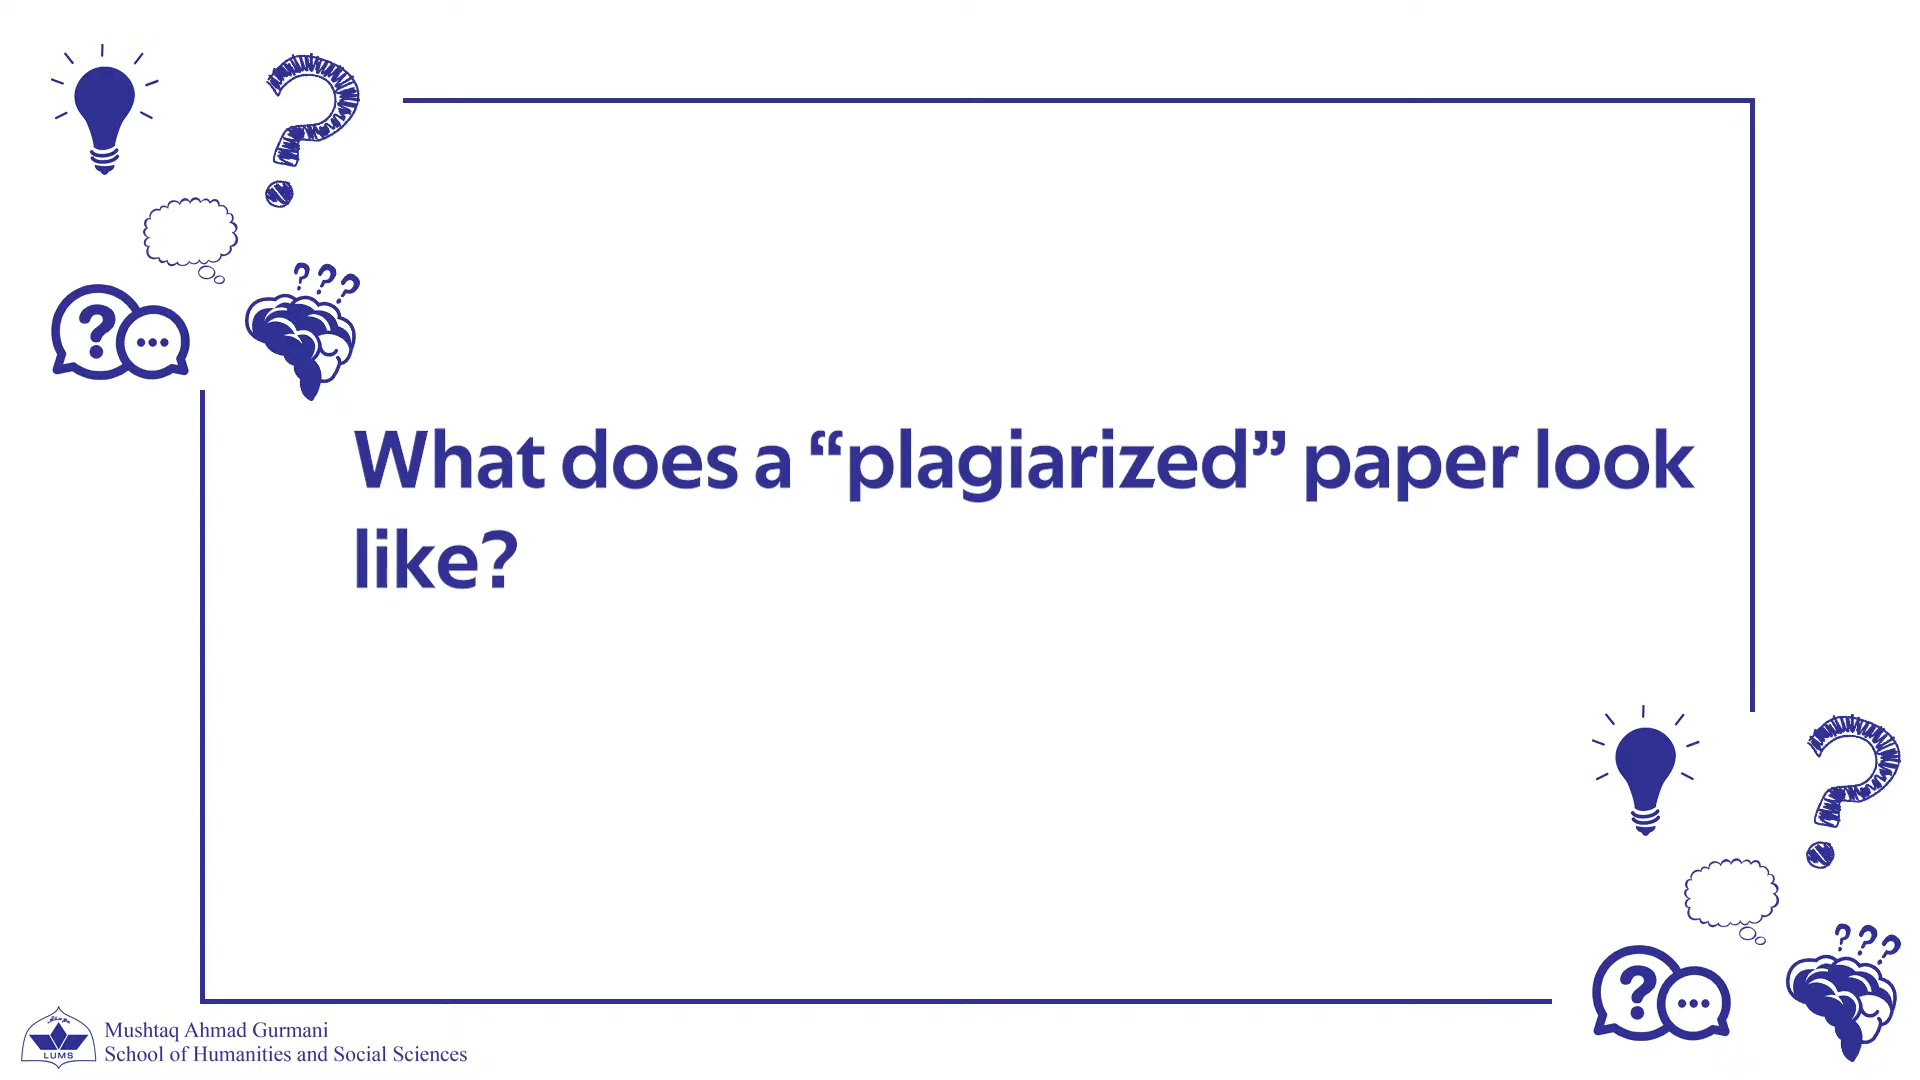 What does a “plagiarized” paper look
like?
Mushtaq Ahmad Gurmani
School of Humanities and Social Sciences
LUMS